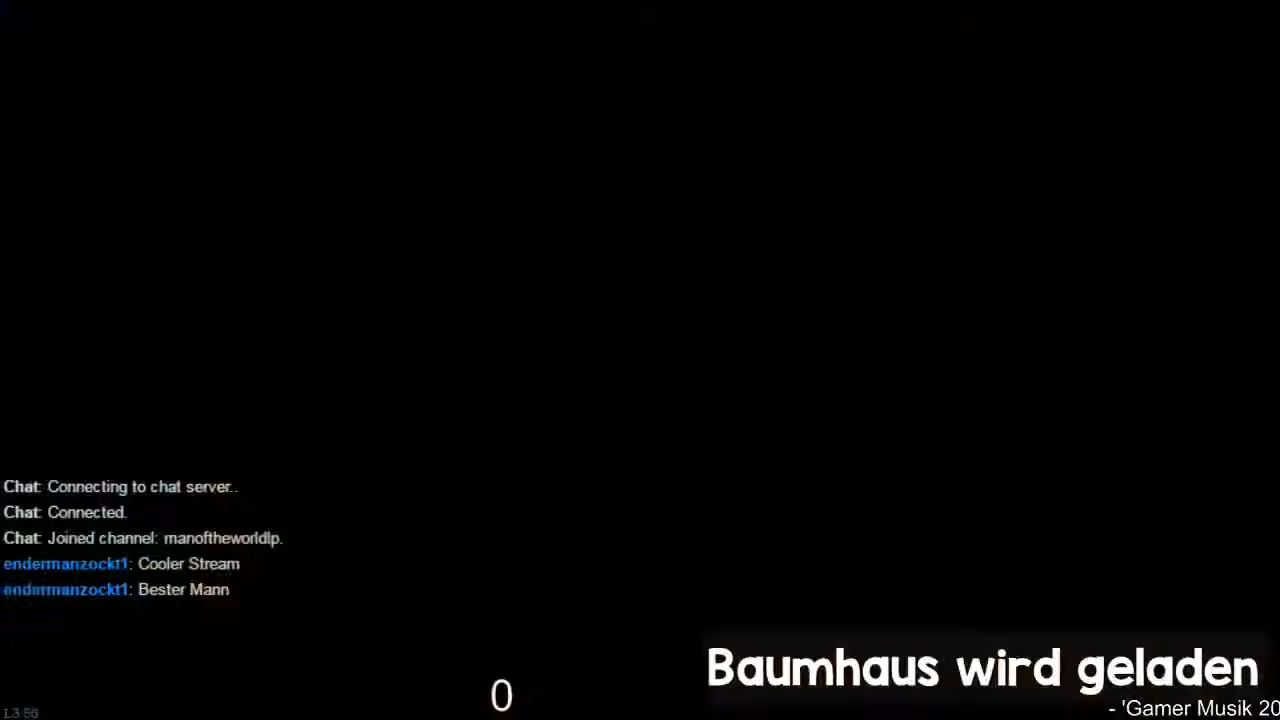 Chat: Connecting to chat server..
Chat: Connected.
Chat: Joined channel: manoftheworldlp.
endermanzockt1: Cooler Stream
endermanzockt1: Bester Mann
Baumhaus wird geladen
0
- 'Gamer Musik 20